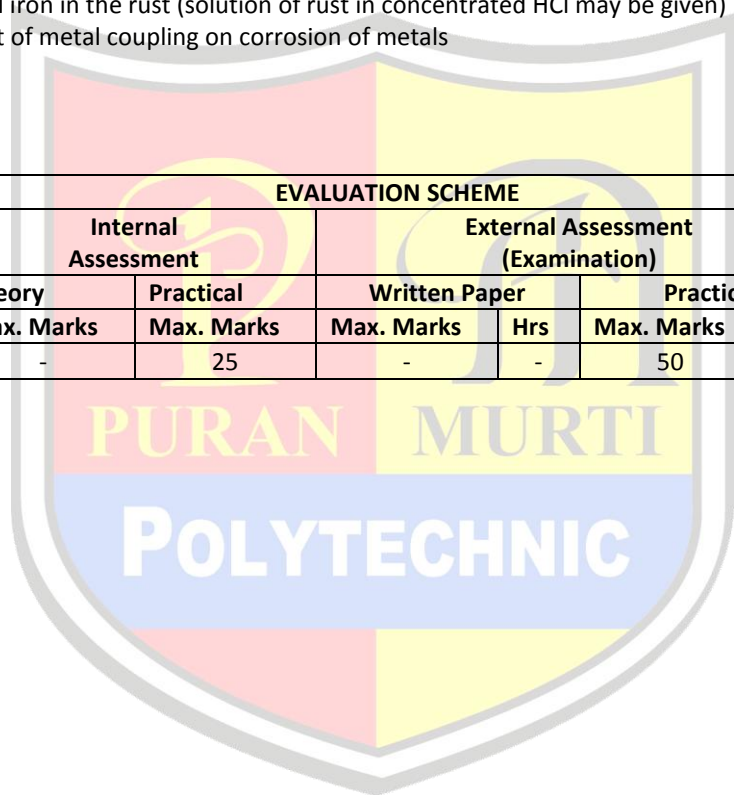 iron in the rust (solution of rust in concentrated HCl may be given)
of metal coupling on corrosion of metals
EVALUATION SCHEME
Internal Assessment
External Assessment (Examination)
Practical
Written Paper
Marks
Max. Marks
Max. Marks
Hrs
Max. Marks
-
25
-
-
50
PURAN MURTI
POLYTECHNIC